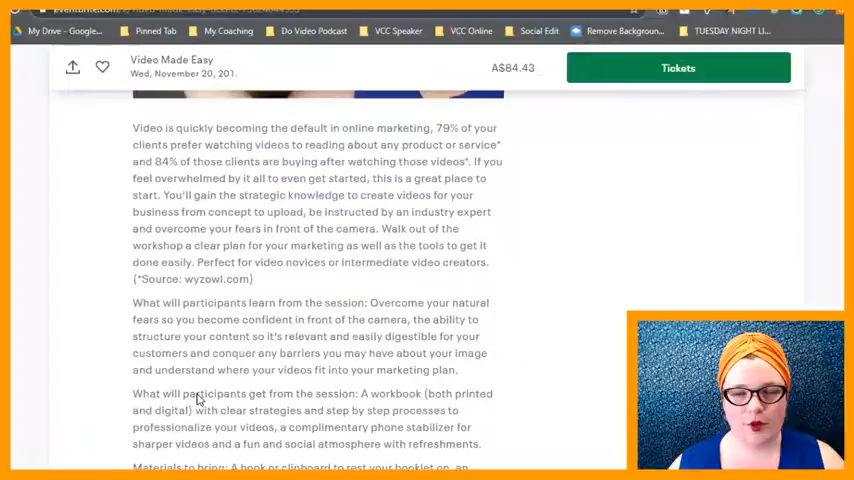 My Drive - Google...
Pinned Tab
My Coaching
Do Video Podcast
VCC Speaker
VCC Online
Social Edit
Remove Backgroun...
TUESDAY NIGHT LI...
Video Made Easy
Wed, November 20, 201.
A$84.43
Tickets
Video is quickly becoming the default in online marketing, 79% of your
clients prefer watching videos to reading about any product or service*
and 84% of those clients are buying after watching those videos*. If you
feel overwhelmed by it all to even get started, this is a great place to
start. You'll gain the strategic knowledge to create videos for your
business from concept to upload, be instructed by an industry expert
and overcome your fears in front of the camera. Walk out of the
workshop a clear plan for your marketing as well as the tools to get it
done easily. Perfect for video novices or intermediate video creators.
(*Source: wyzowl.com)
What will participants learn from the session: Overcome your natural
fears so you become confident in front of the camera, the ability to
structure your content so it's relevant and easily digestible for your
customers and conquer any barriers you may have about your image
and understand where your videos fit into your marketing plan.
What will participants get from the session: A workbook (both printed
and digital) with clear strategies and step by step processes to
professionalize your videos, a complimentary phone stabilizer for
sharper videos and a fun and social atmosphere with refreshments.
Materials to bring: A book or clipboard to rest your booklet on, an